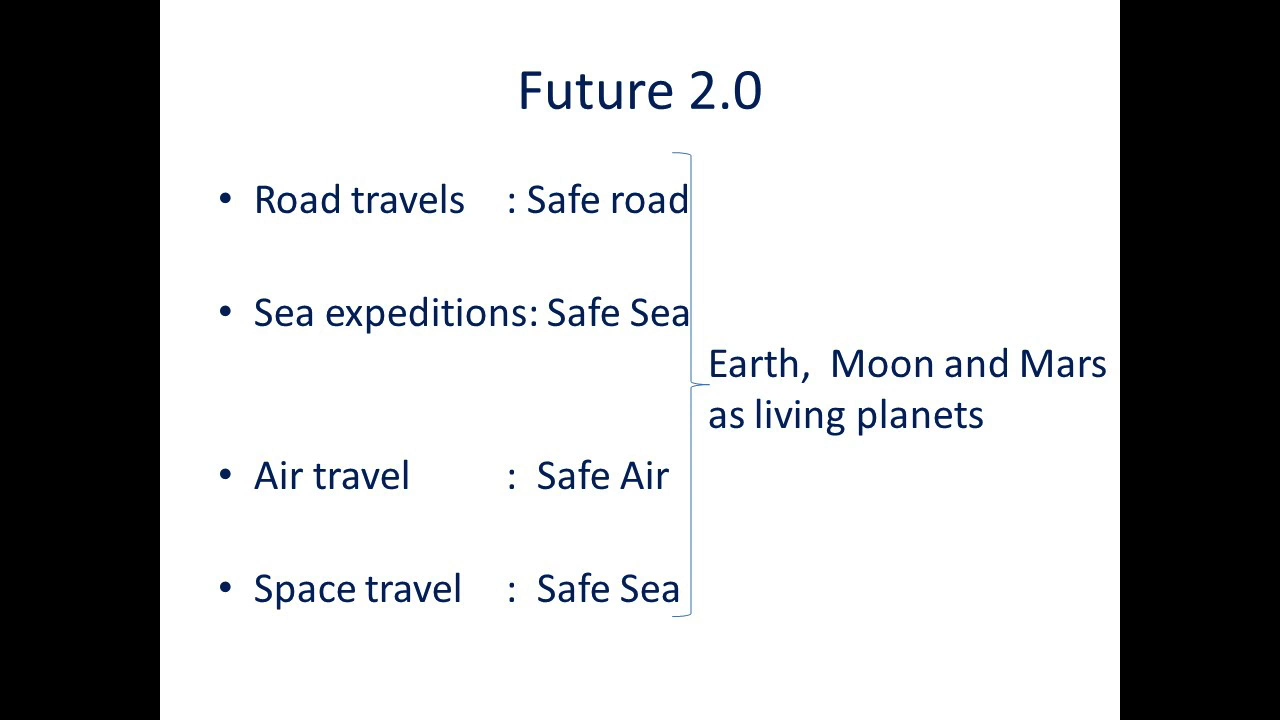 Future 2.0
• Road travels : Safe road
• Sea expeditions: Safe Sea
Earth, Moon and Mars
as living planets
• Air travel : Safe Air
• Space travel : Safe Sea